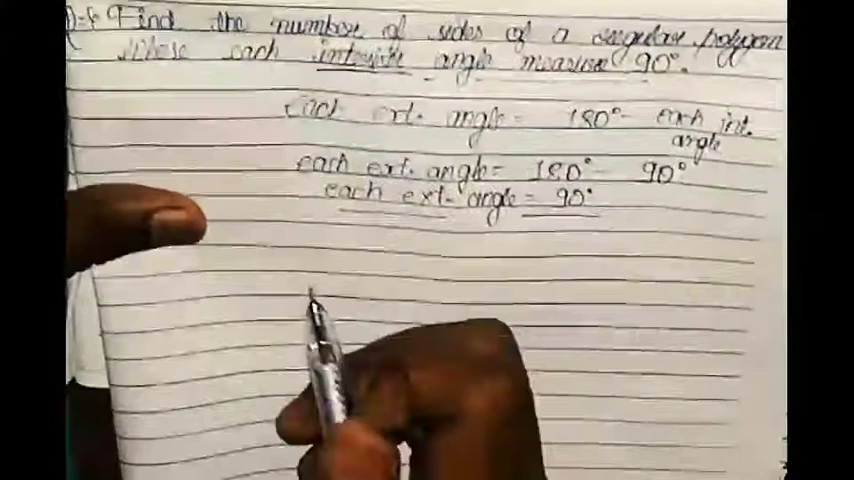 Find the number of sides of a regular polygon
whose each interior angle measure 90°.
each ext. angle = 180° - each int.
angle
each ext. angle = 180° - 90°
each ext. angle = 90°